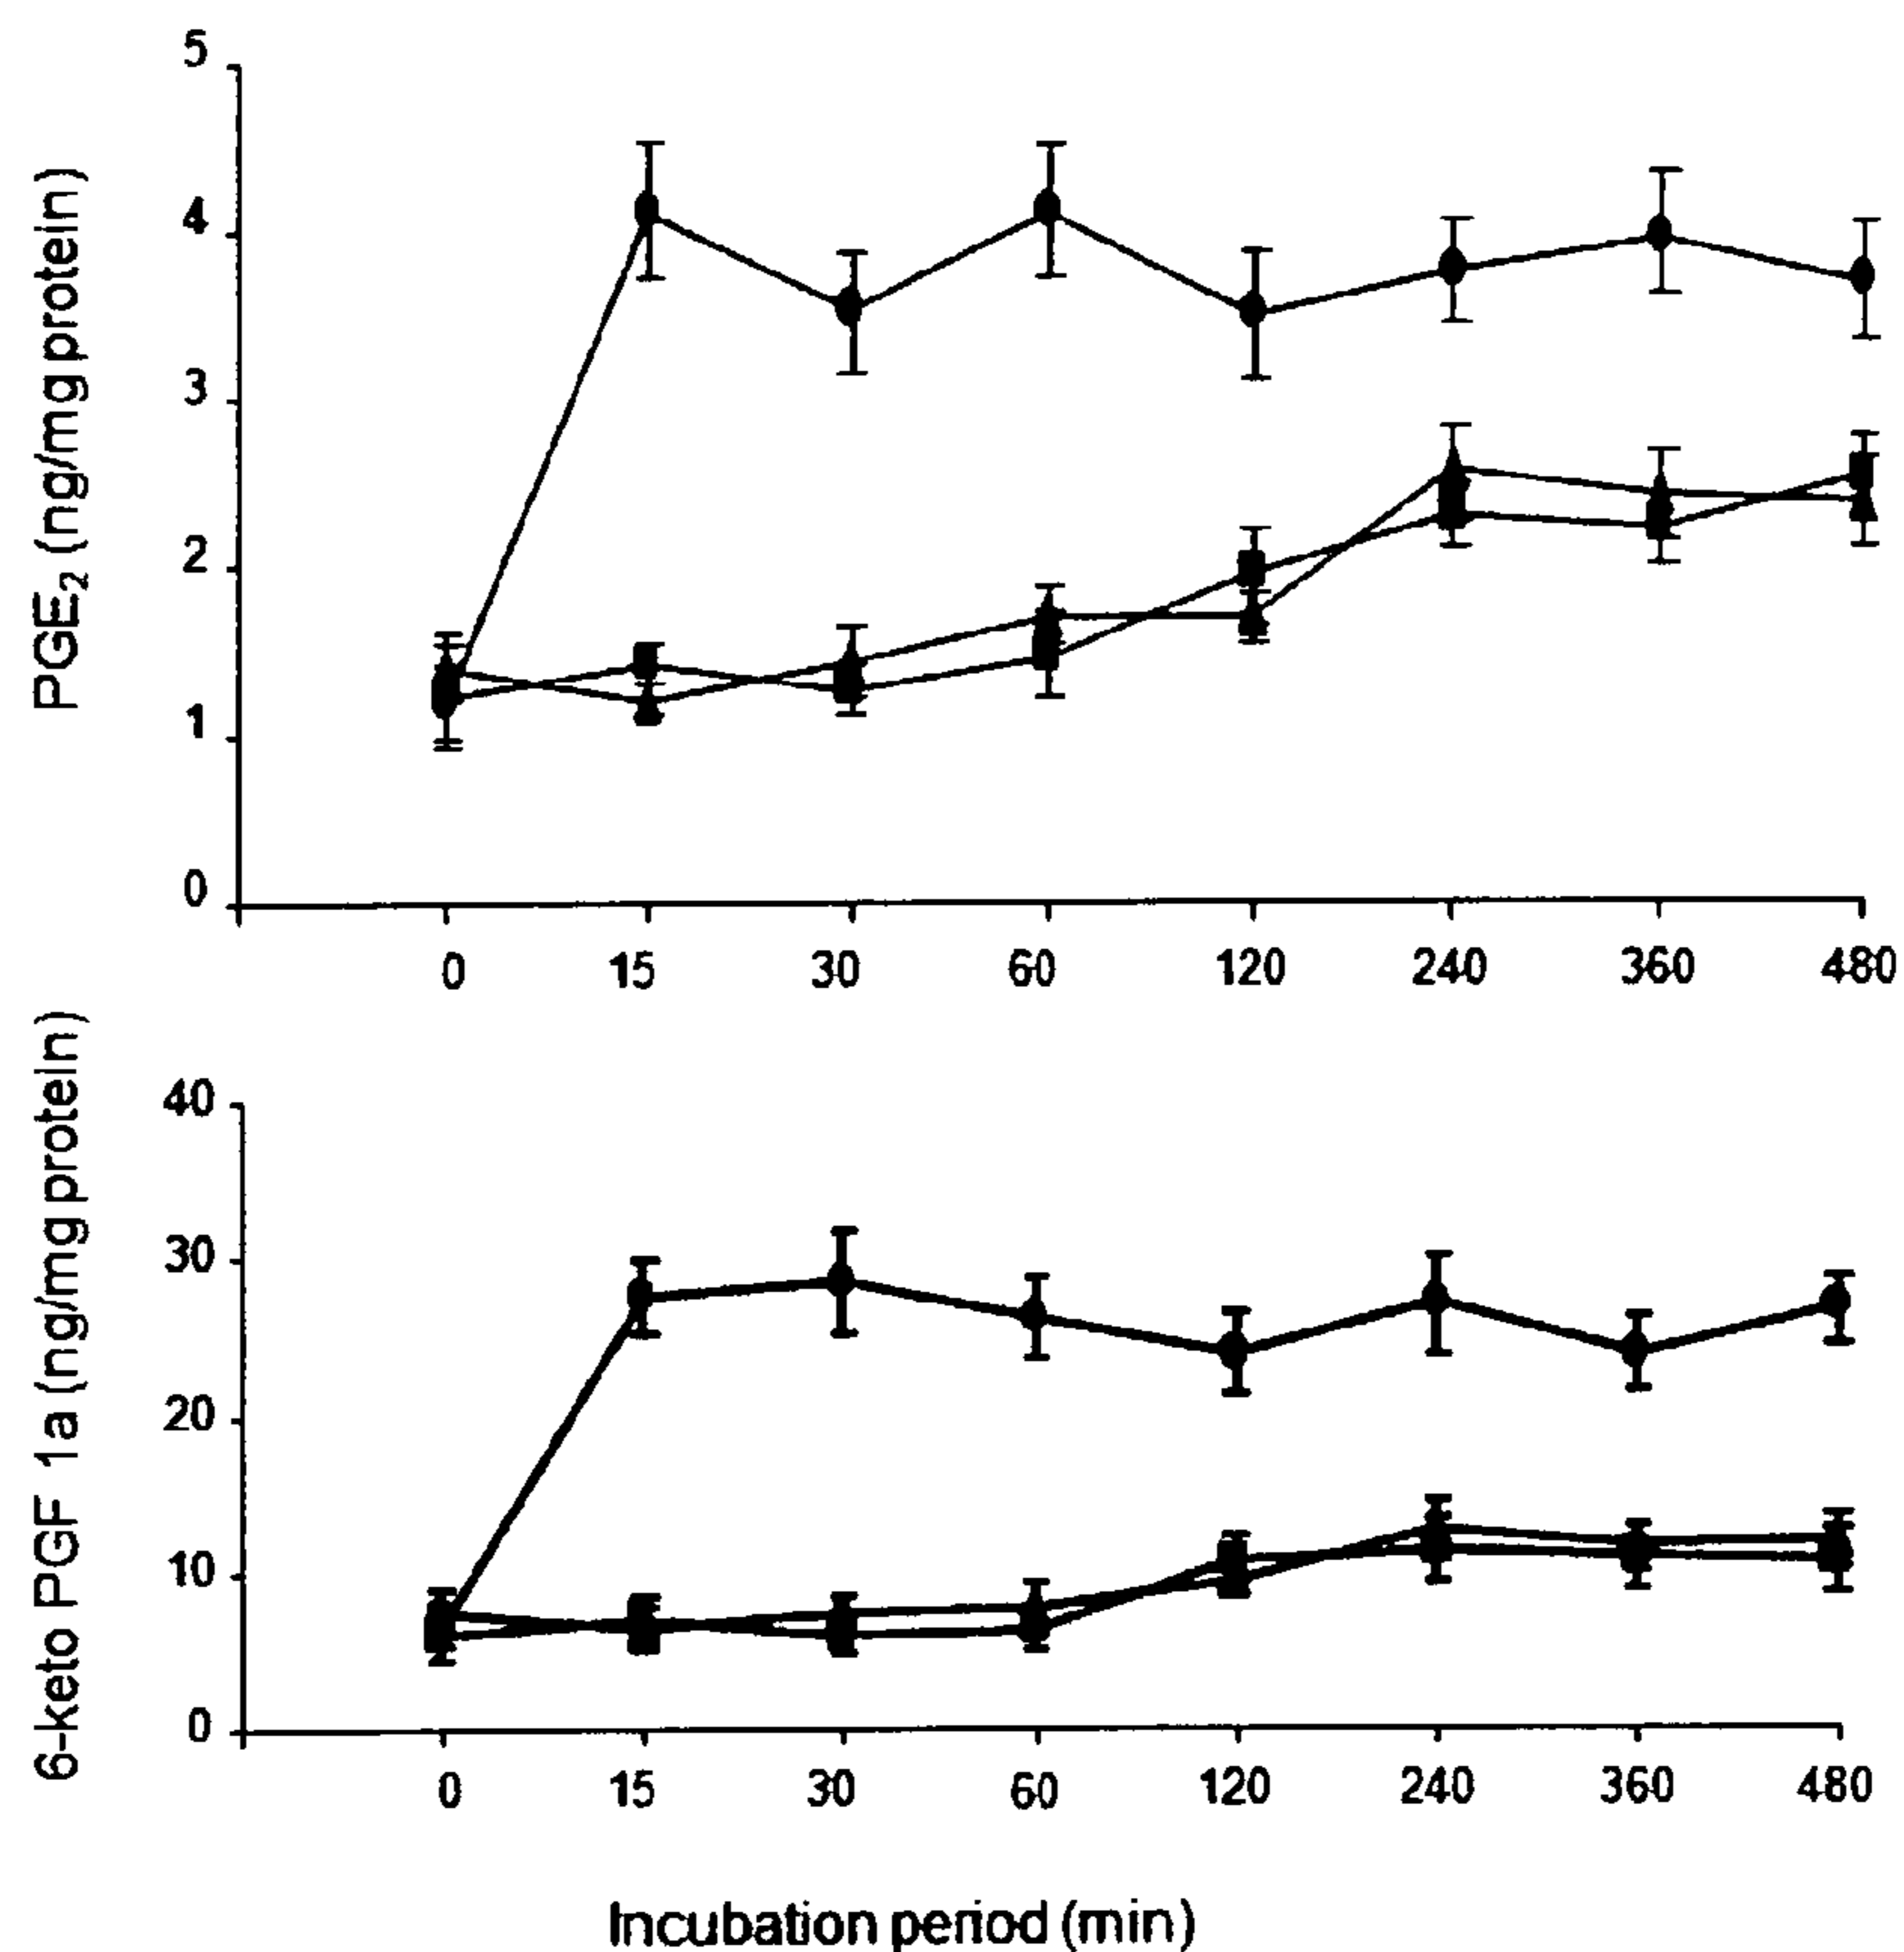 PGE₂ (ng/mg protein)
5
4
3
2
1
0
0 15 30 60 120 240 360 480
6-keto PGF 1a (ng/mg protein)
40
30
20
10
0
0 15 30 60 120 240 360 480
Incubation period (min)